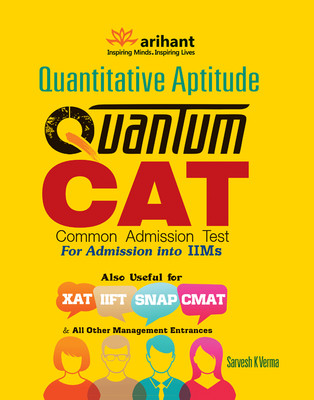 arihant
Inspiring Minds, Inspiring Lives
Quantitative Aptitude
QUANTUM
CAT
Common Admission Test
For Admission into IIMs
Also Useful for
XAT IIFT SNAP CMAT
& All Other Management Entrances
Sarvesh K Verma